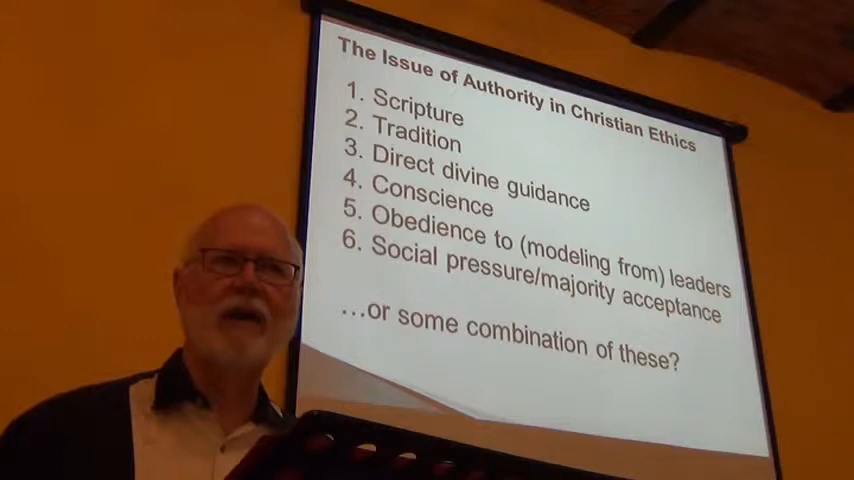 The Issue of Authority in Christian Ethics
1. Scripture
2. Tradition
3. Direct divine guidance
4. Conscience
5. Obedience to (modeling from) leaders
6. Social pressure/majority acceptance
...or some combination of these?